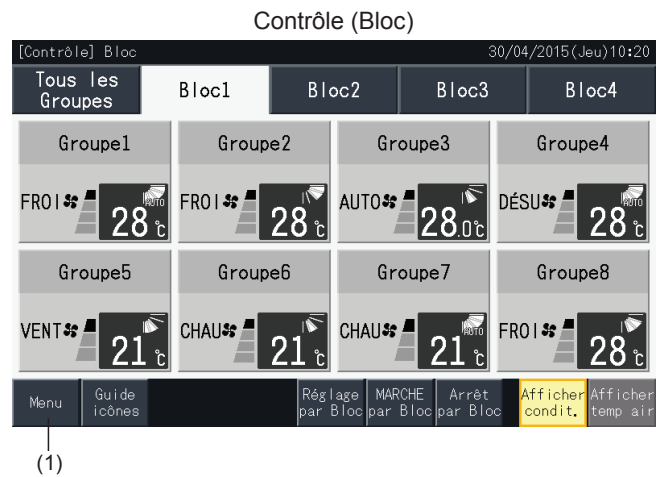 Contrôle (Bloc)
[Contrôle] Bloc 30/04/2015(Jeu)10:20
Tous les Groupes Bloc1 Bloc2 Bloc3 Bloc4
Groupe1 Groupe2 Groupe3 Groupe4
FROI AUTO 28 °C FROI 28 °C AUTO 28.0°C DÉSU AUTO 28 °C
Groupe5 Groupe6 Groupe7 Groupe8
VENT 21 °C CHAU 21 °C CHAU AUTO 21 °C FROI 28 °C
Menu Guide icônes Réglage par Bloc MARCHE par Bloc Arrêt par Bloc Afficher condit. Afficher temp air
(1)